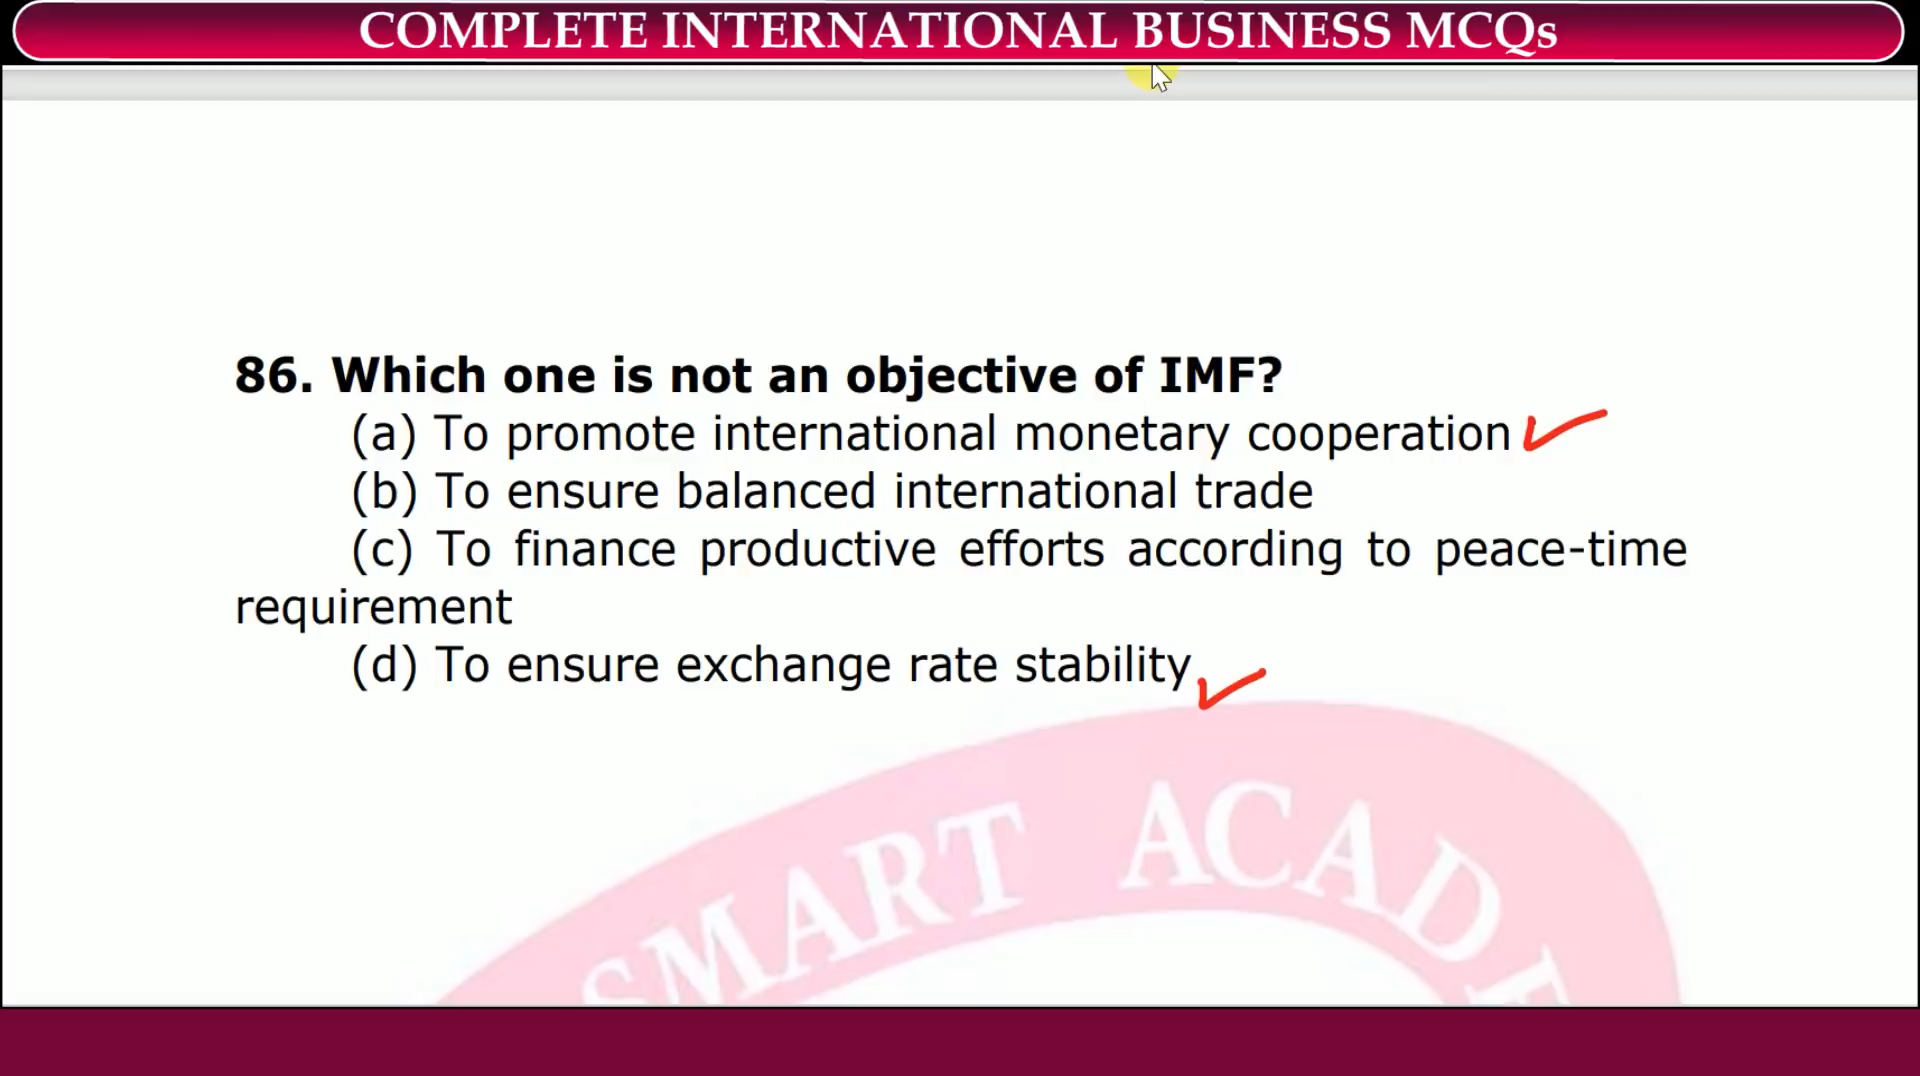 COMPLETE INTERNATIONAL BUSINESS MCQs
86. Which one is not an objective of IMF?
(a) To promote international monetary cooperation
(b) To ensure balanced international trade
(c) To finance productive efforts according to peace-time
requirement
(d) To ensure exchange rate stability
SMART ACADE